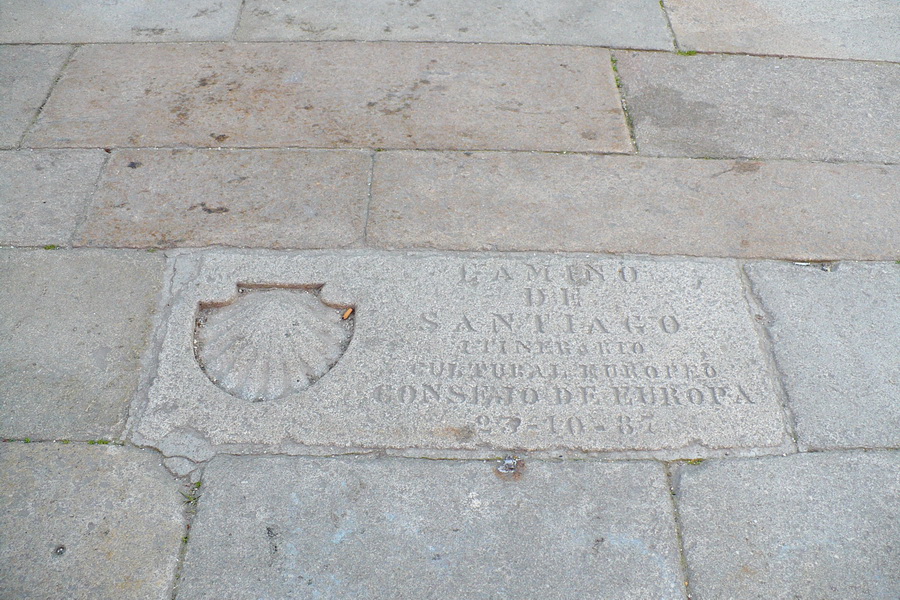 CAMINO
DE
SANTIAGO
ITINERARIO
CULTURAL EUROPEO
CONSEJO DE EUROPA
23-10-87